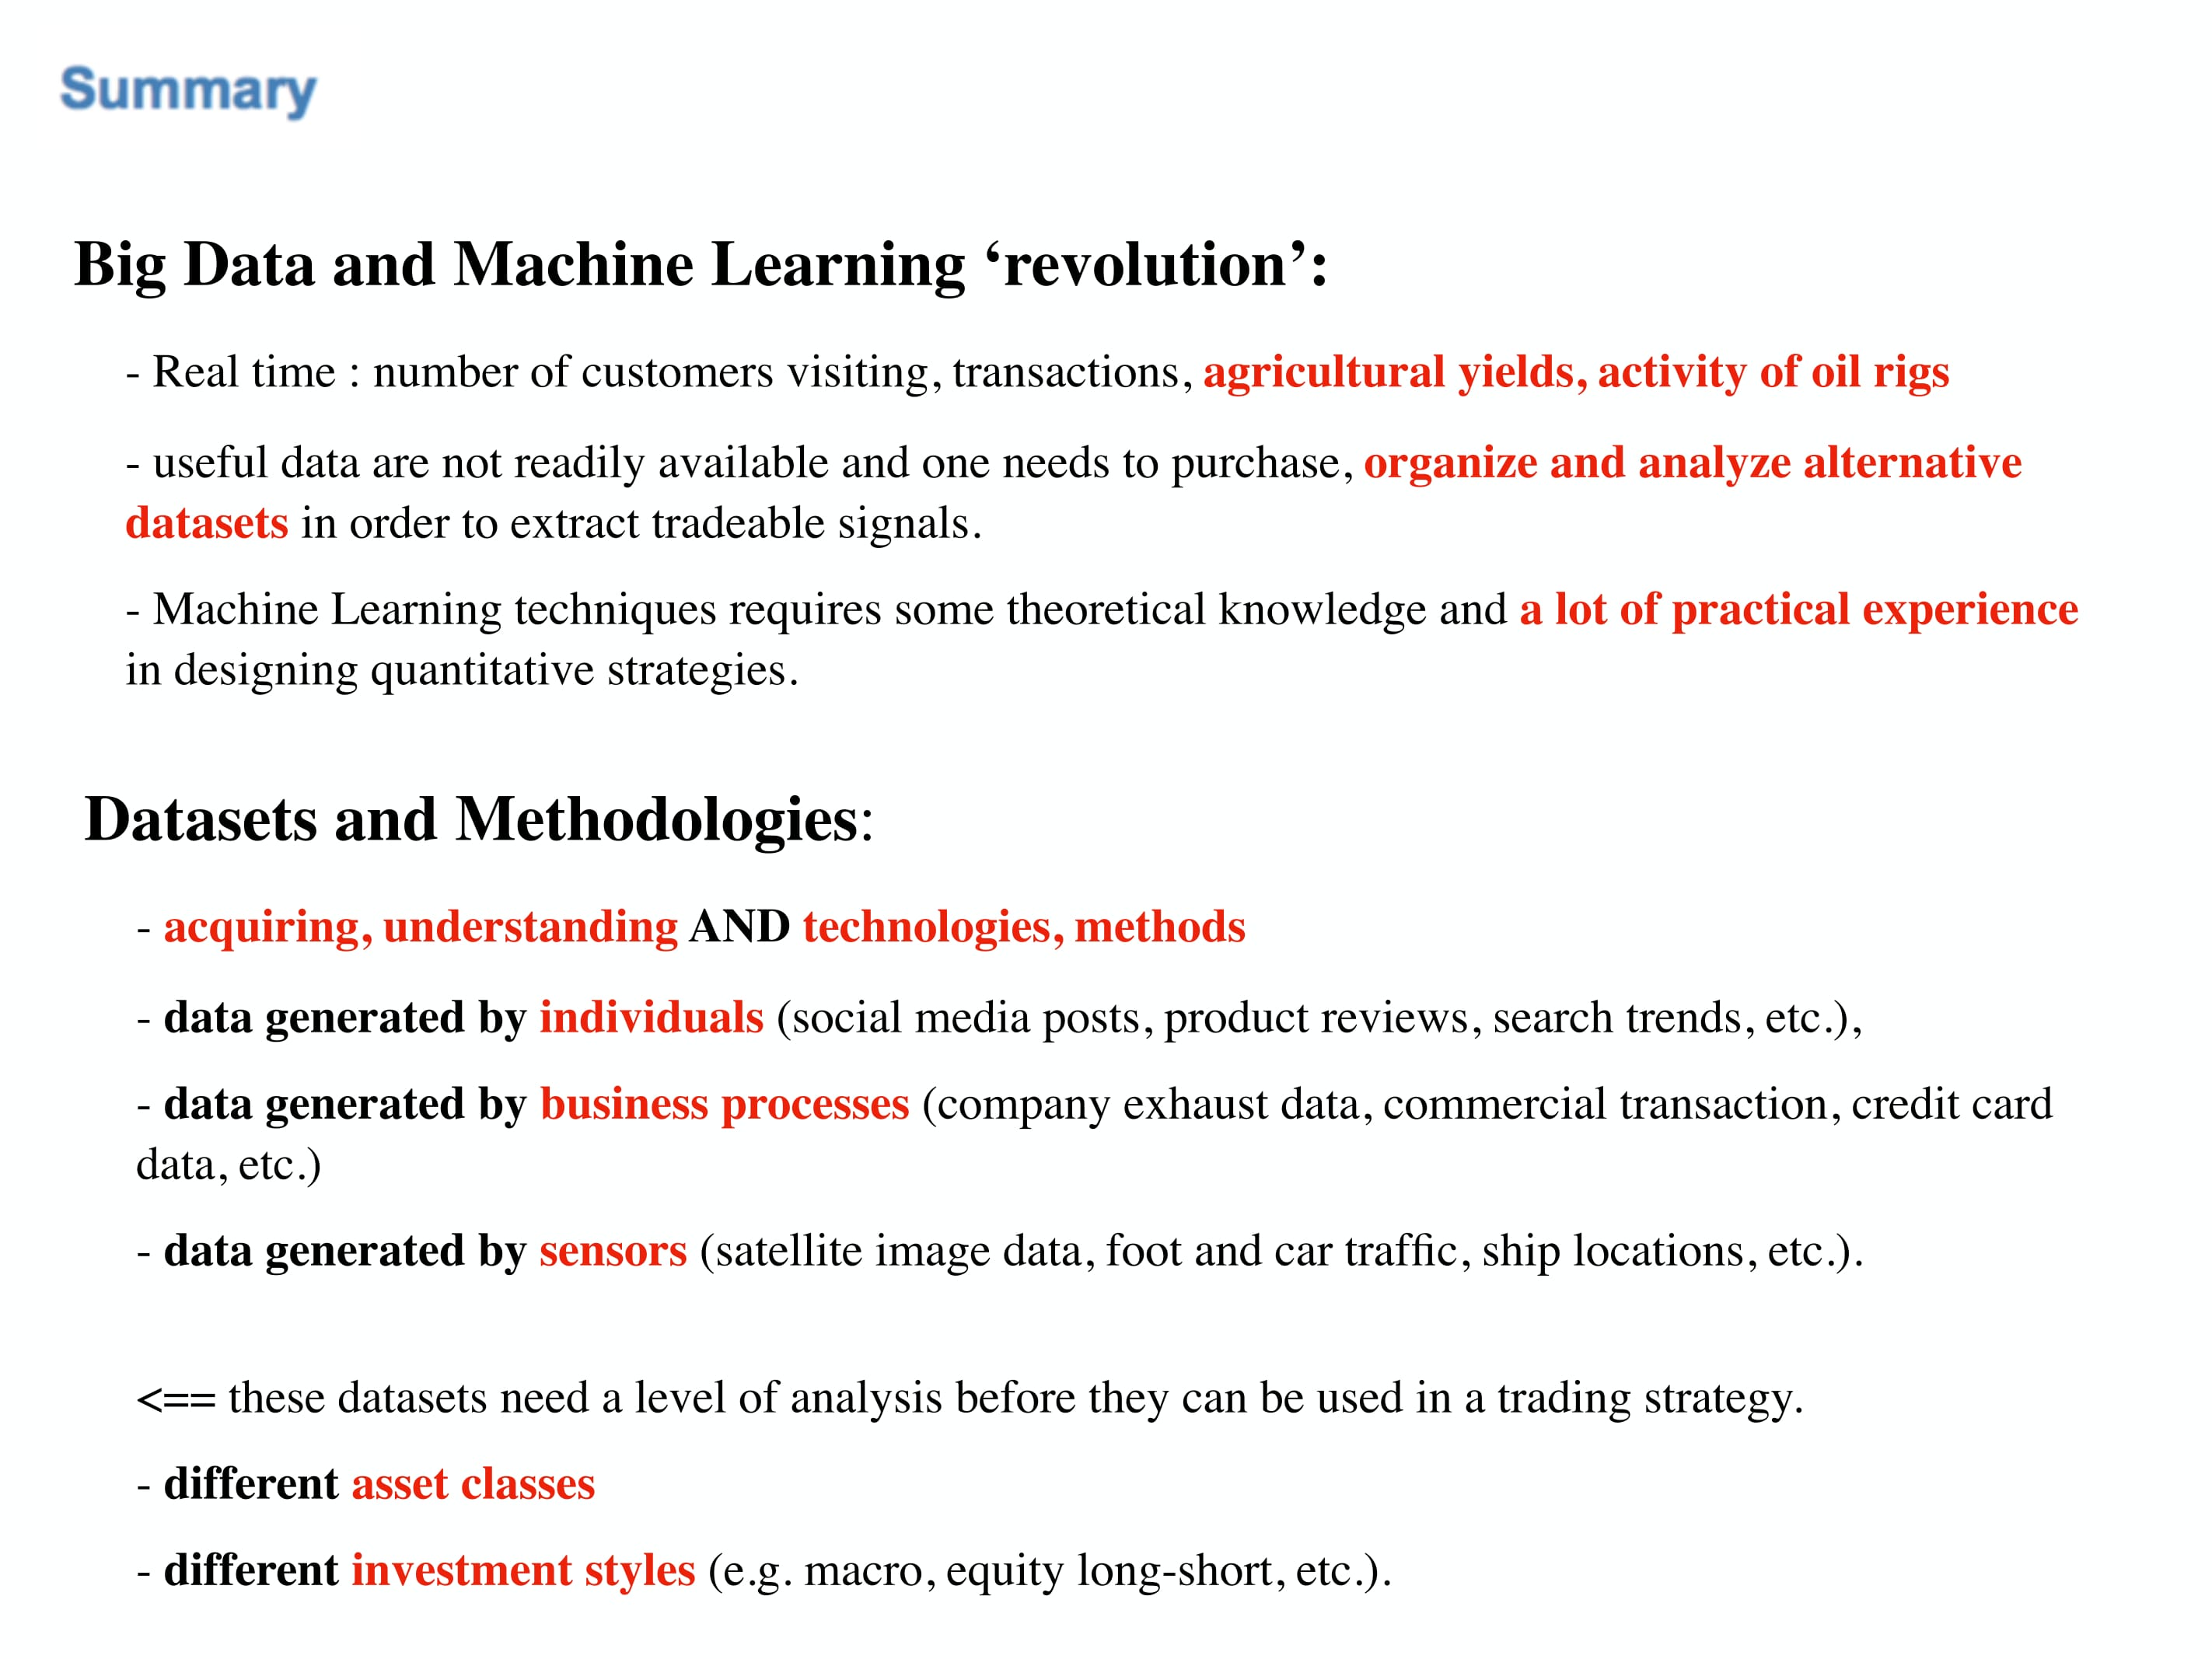 Summary
Big Data and Machine Learning ‘revolution’:
- Real time : number of customers visiting, transactions, agricultural yields, activity of oil rigs
- useful data are not readily available and one needs to purchase, organize and analyze alternative
datasets in order to extract tradeable signals.
- Machine Learning techniques requires some theoretical knowledge and a lot of practical experience
in designing quantitative strategies.
Datasets and Methodologies:
- acquiring, understanding AND technologies, methods
- data generated by individuals (social media posts, product reviews, search trends, etc.),
- data generated by business processes (company exhaust data, commercial transaction, credit card
data, etc.)
- data generated by sensors (satellite image data, foot and car traffic, ship locations, etc.).
<== these datasets need a level of analysis before they can be used in a trading strategy.
- different asset classes
- different investment styles (e.g. macro, equity long-short, etc.).